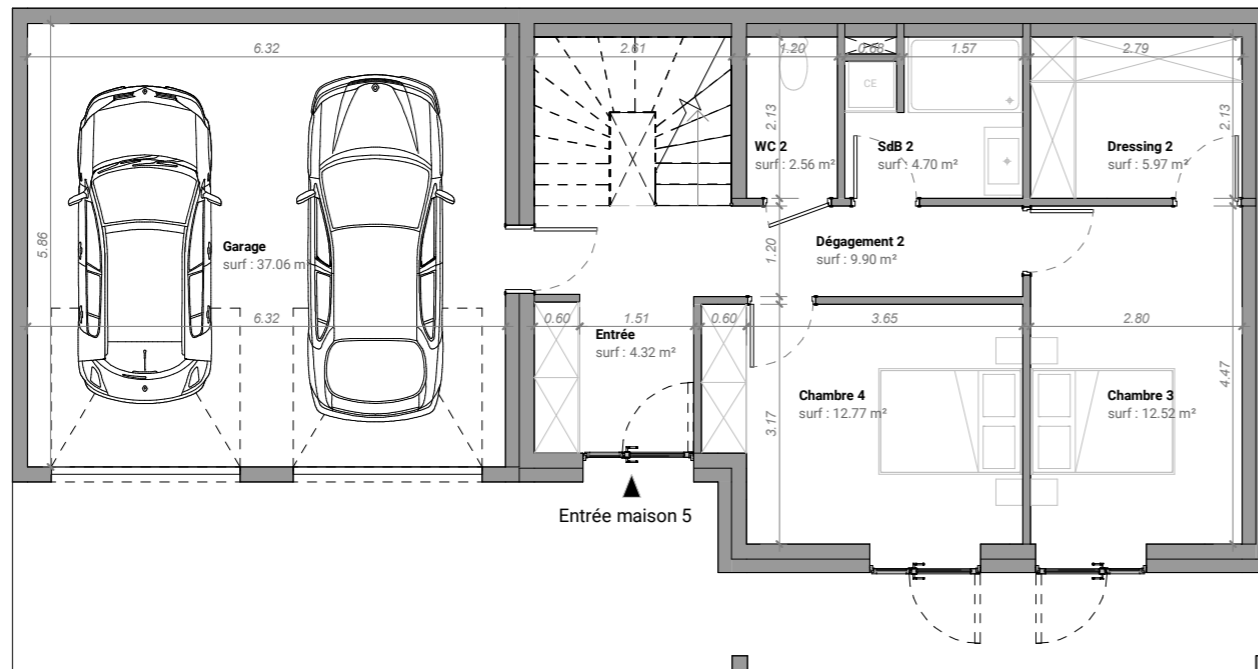 6.32
2.61
1.20
0.68
1.57
2.79
CE
2.13
2.13
WC 2
surf : 2.56 m²
SdB 2
surf : 4.70 m²
Dressing 2
surf : 5.97 m²
5.86
Garage
surf : 37.06 m²
1.20
Dégagement 2
surf : 9.90 m²
6.32
0.60
1.51
0.60
3.65
2.80
Entrée
surf : 4.32 m²
4.47
3.17
Chambre 4
surf : 12.77 m²
Chambre 3
surf : 12.52 m²
Entrée maison 5